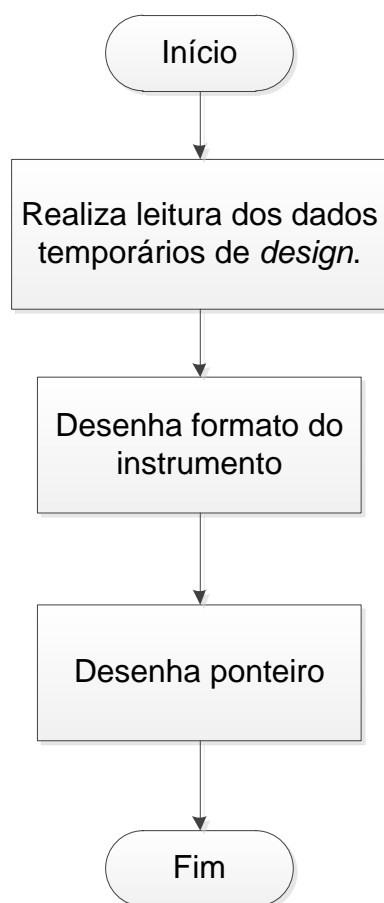 Início
Realiza leitura dos dados
temporários de design.
Desenha formato do
instrumento
Desenha ponteiro
Fim